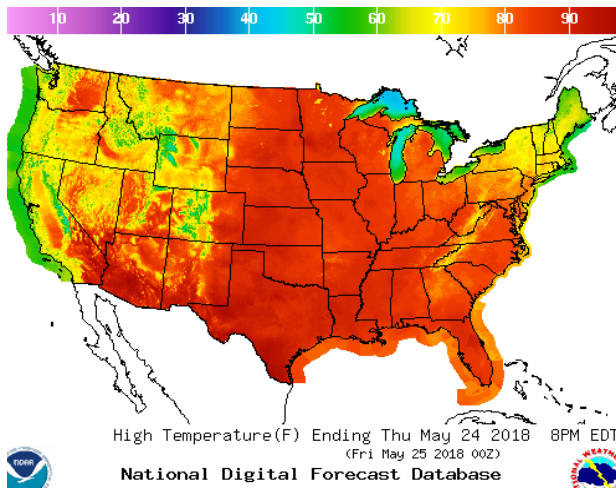 10 20 30 40 50 60 70 80 90
High Temperature(F) Ending Thu May 24 2018 8PM EDT
(Fri May 25 2018 00Z)
National Digital Forecast Database
NOAA